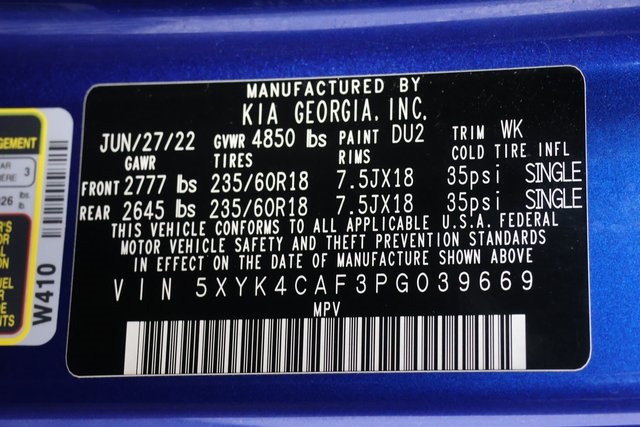 MANUFACTURED BY
KIA GEORGIA, INC.
JUN/27/22 GVWR 4850 lbs PAINT DU2 TRIM WK
GAWR TIRES RIMS COLD TIRE INFL
FRONT 2777 lbs 235/60R18 7.5JX18 35psi SINGLE
REAR 2645 lbs 235/60R18 7.5JX18 35psi SINGLE
THIS VEHICLE CONFORMS TO ALL APPLICABLE U.S.A. FEDERAL
MOTOR VEHICLE SAFETY AND THEFT PREVENTION STANDARDS
IN EFFECT ON THE DATE OF MANUFACTURE SHOWN ABOVE
VIN 5XYK4CAF3PG039669
MPV
W410
3